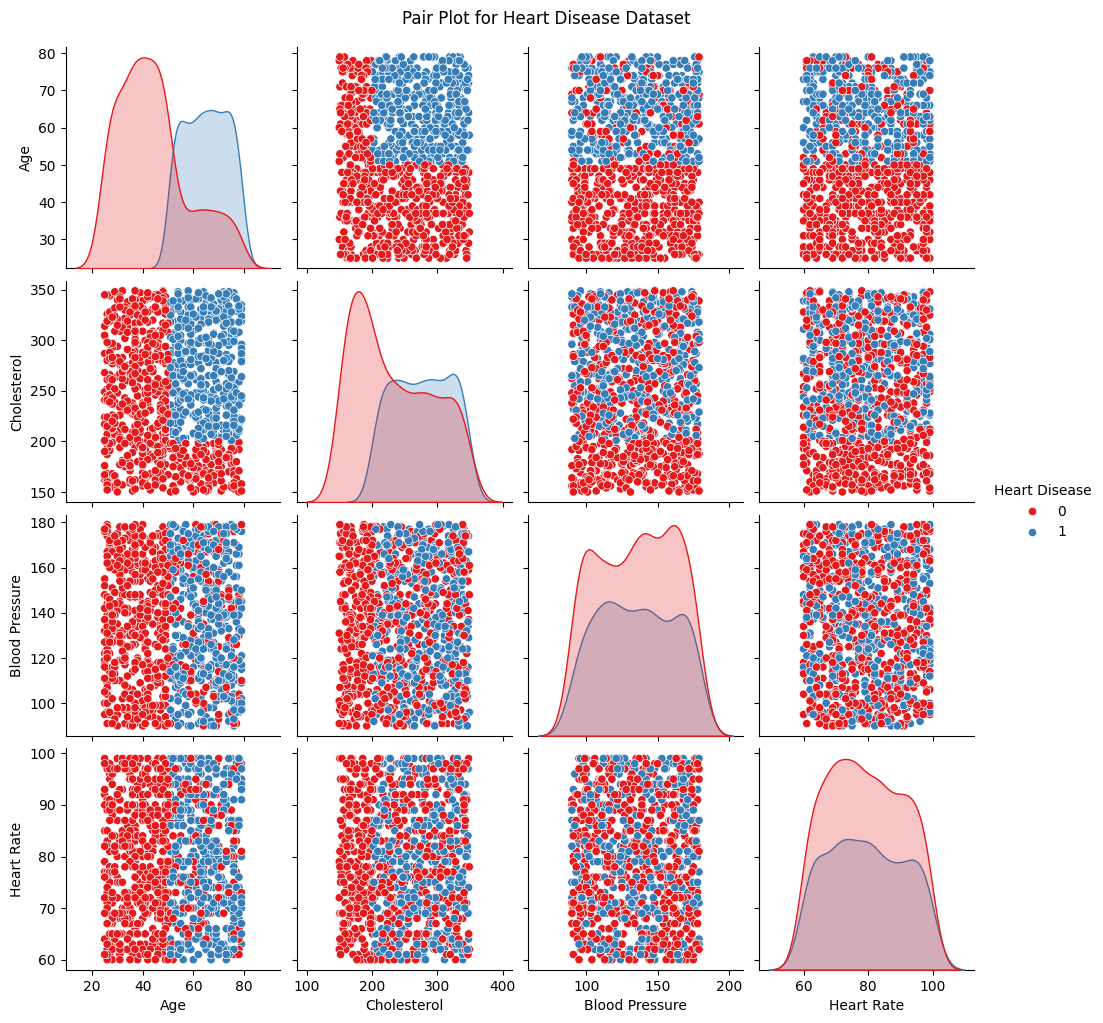 Pair Plot for Heart Disease Dataset
80
70
60
50
40
30
Age
350
300
250
200
150
Cholesterol
Heart Disease
0
1
180
160
140
120
100
Blood Pressure
100
90
80
70
60
Heart Rate
20 40 60 80
100 200 300 400
100 150 200
60 80 100
Age
Cholesterol
Blood Pressure
Heart Rate